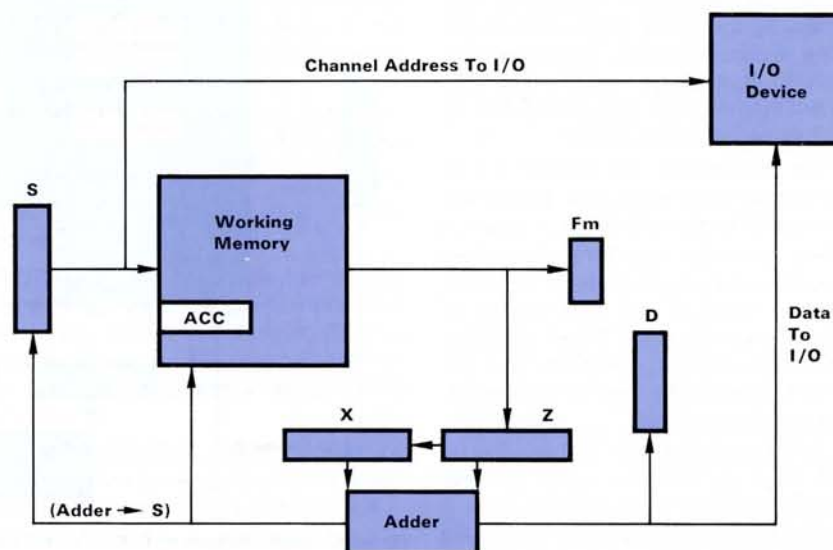 Channel Address To I/O
I/O
Device
S
Working
Memory
Fm
ACC
D
Data
To
I/O
X
Z
(Adder → S)
Adder